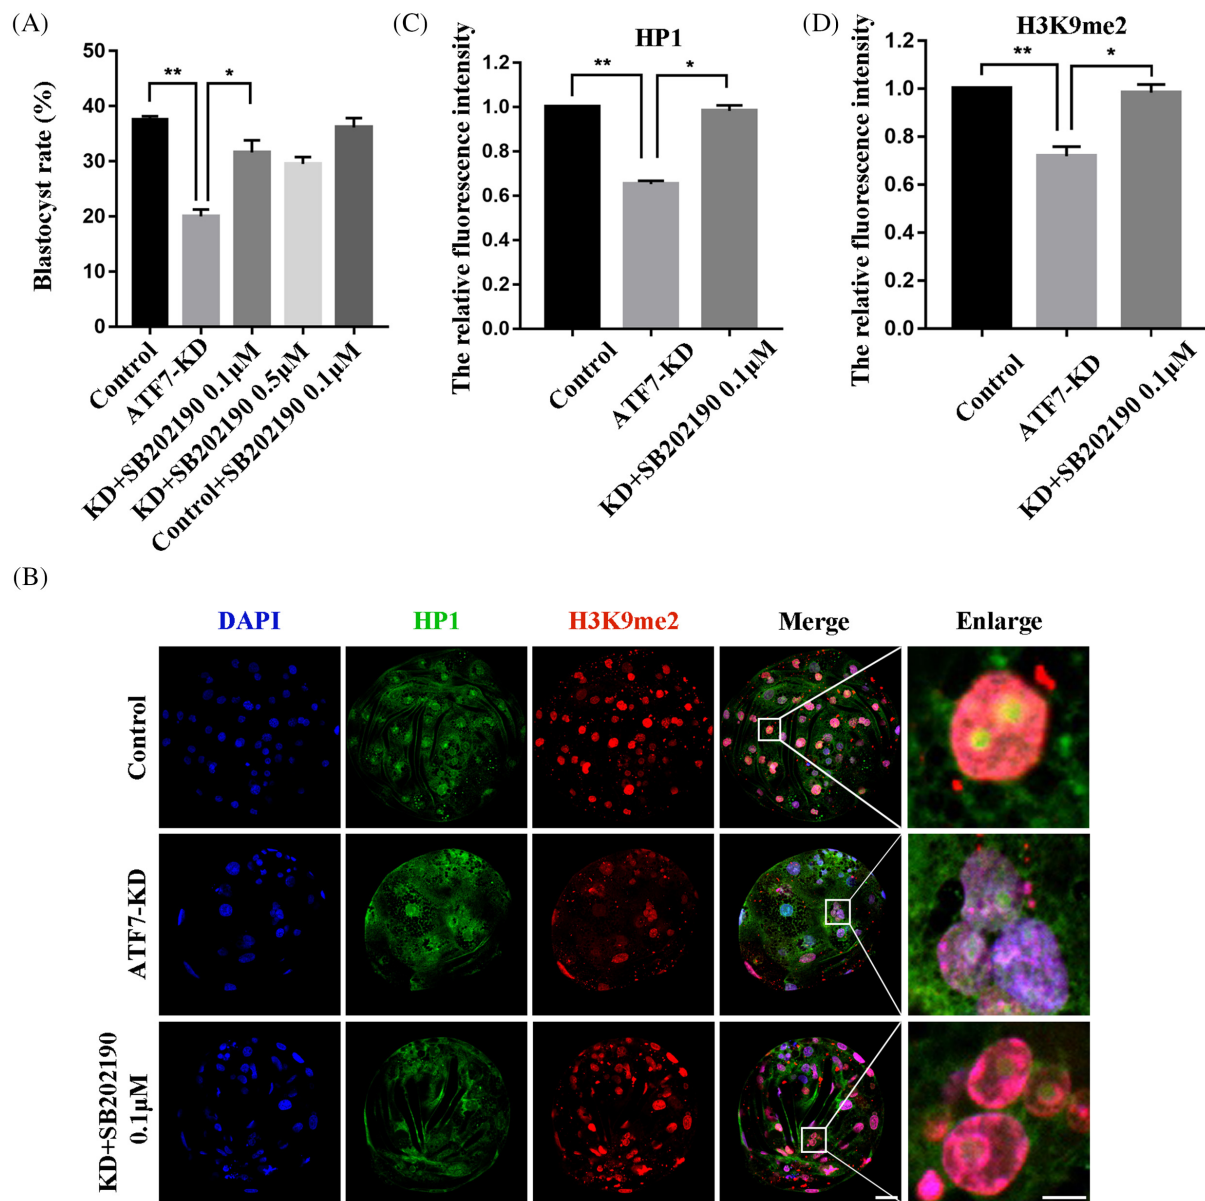 (A)
50
40
30
20
10
0
Blastocyst rate (%)
**
*
Control
ATF7-KD
KD+SB202190 0.1μM
KD+SB202190 0.5μM
Control+SB202190 0.1μM
(C)
HP1
The relative fluorescence intensity
1.2
1.0
0.8
0.6
0.4
0.2
0.0
**
*
Control
ATF7-KD
KD+SB202190 0.1μM
(D)
H3K9me2
The relative fluorescence intensity
1.2
1.0
0.8
0.6
0.4
0.2
0.0
**
*
Control
ATF7-KD
KD+SB202190 0.1μM
(B)
DAPI HP1 H3K9me2 Merge Enlarge
Control
ATF7-KD
KD+SB202190
0.1μM